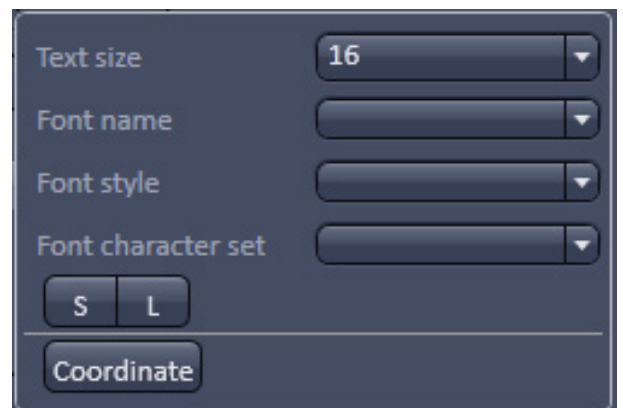 Text size 16
Font name
Font style
Font character set
S L
Coordinate